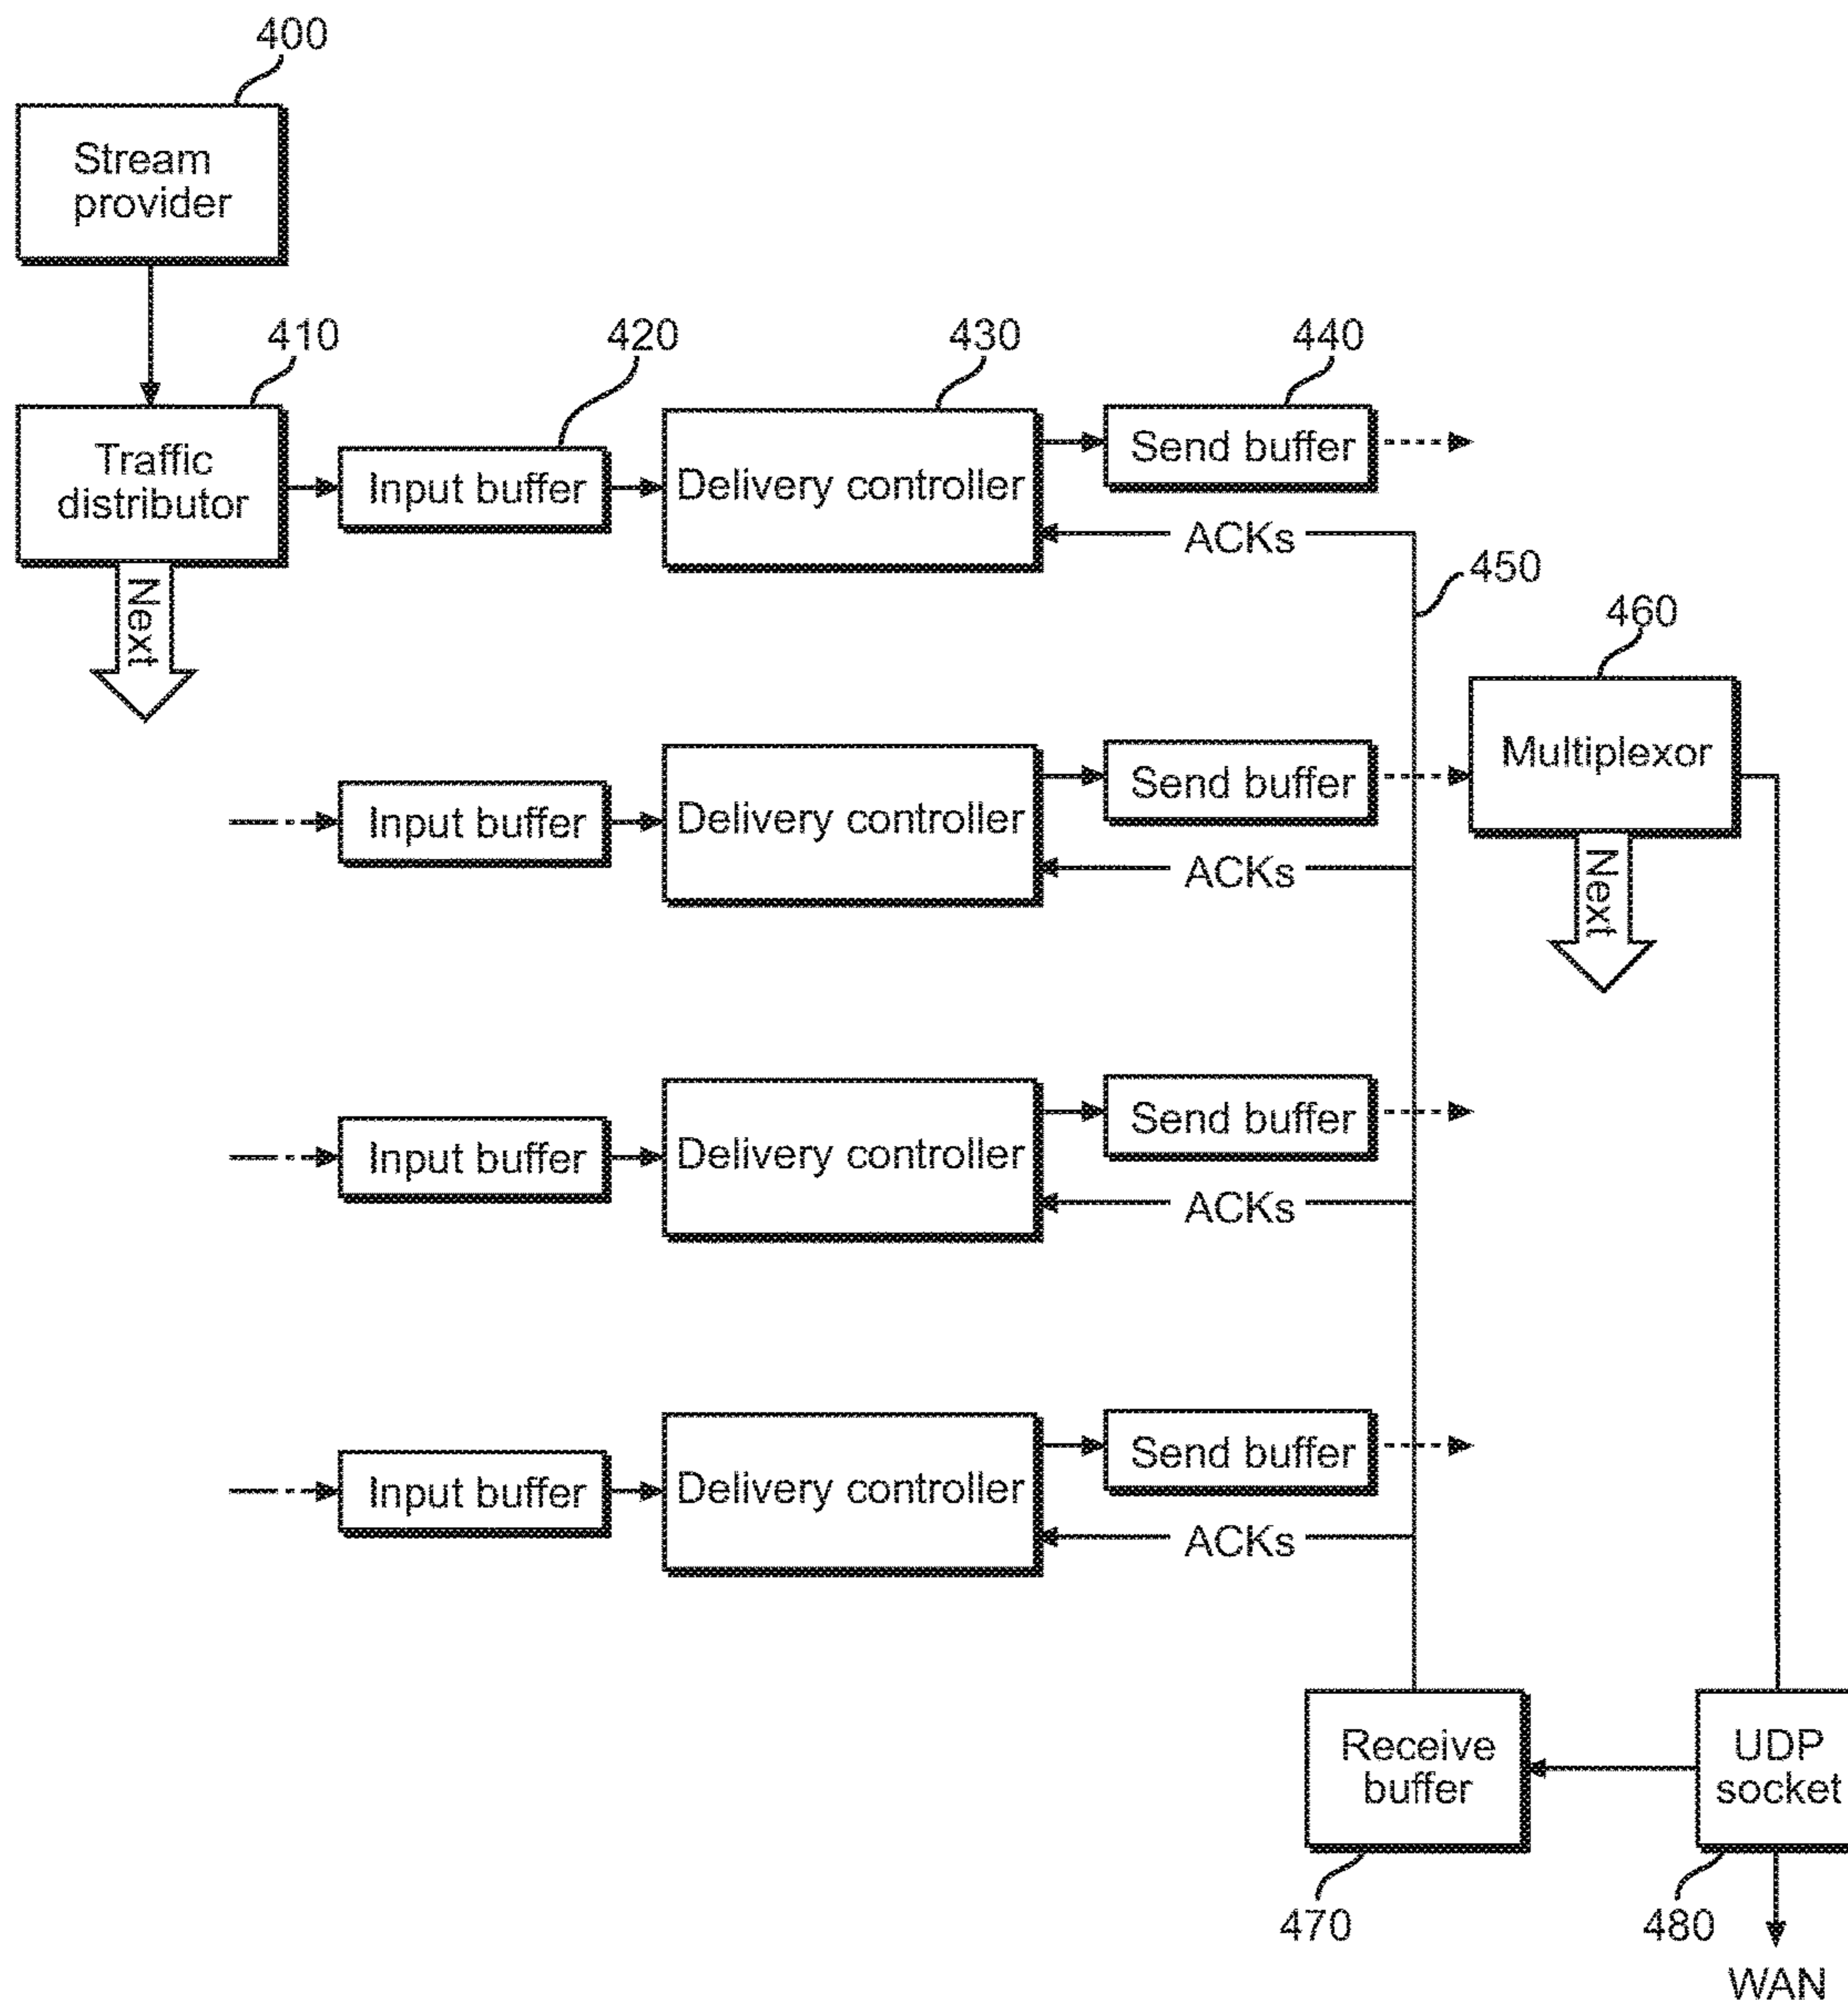 400
Stream
provider
410
420
430
440
Traffic
distributor
Input buffer
Delivery controller
Send buffer
ACKs
Next
450
460
Multiplexor
Input buffer
Delivery controller
Send buffer
ACKs
Next
Input buffer
Delivery controller
Send buffer
ACKs
Input buffer
Delivery controller
Send buffer
ACKs
Receive
buffer
UDP
socket
470
480
WAN